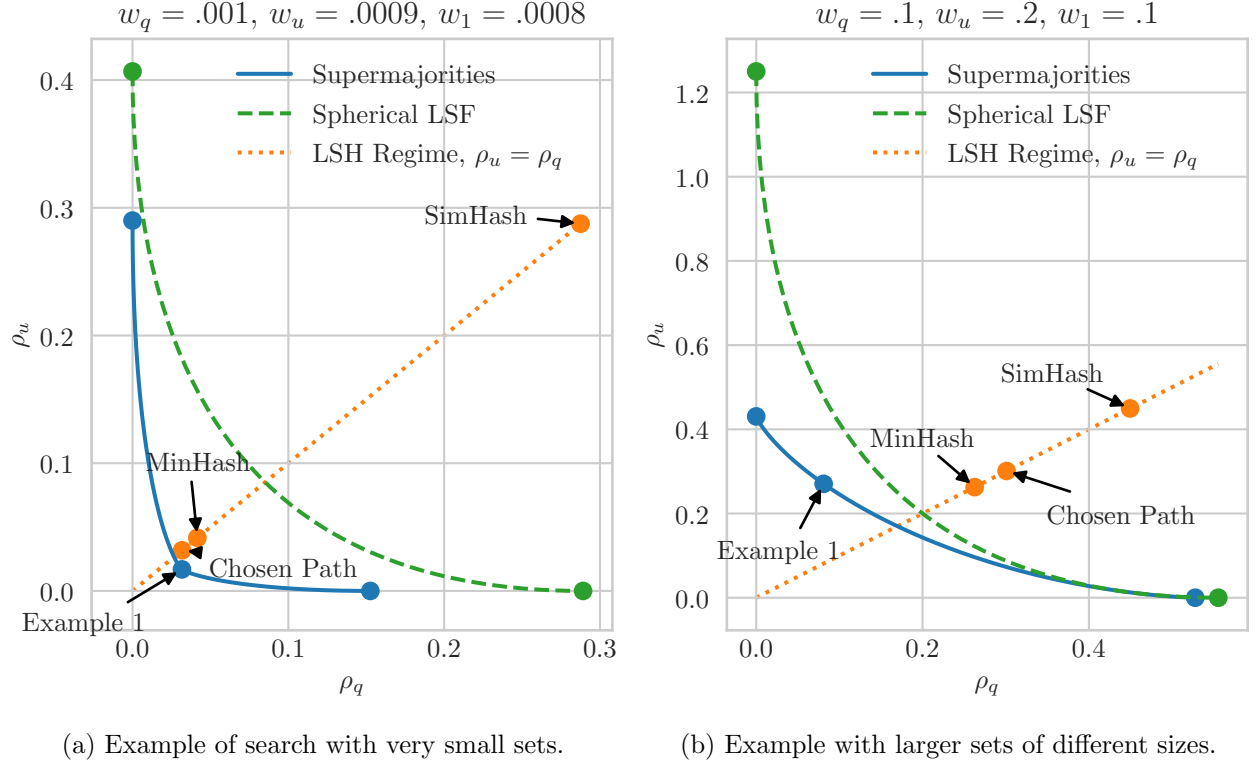 w_q = .001, w_u = .0009, w_1 = .0008
0.4
0.3
0.2
0.1
0.0
ρ_u
Supermajorities
Spherical LSF
LSH Regime, ρ_u = ρ_q
SimHash
MinHash
Chosen Path
Example 1
0.0 0.1 0.2 0.3
ρ_q
(a) Example of search with very small sets.
w_q = .1, w_u = .2, w_1 = .1
1.2
1.0
0.8
0.6
0.4
0.2
0.0
ρ_u
Supermajorities
Spherical LSF
LSH Regime, ρ_u = ρ_q
SimHash
MinHash
Chosen Path
Example 1
0.0 0.2 0.4
ρ_q
(b) Example with larger sets of different sizes.